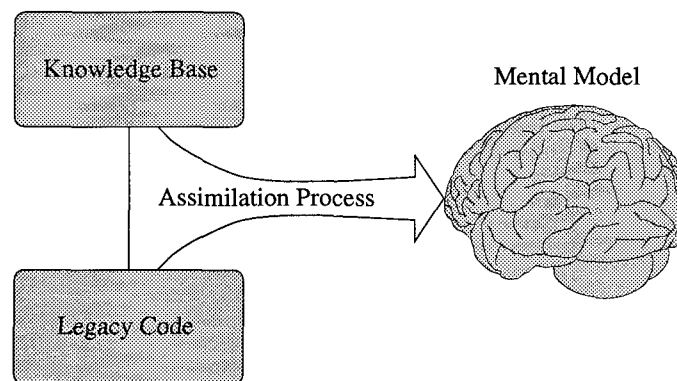 Knowledge Base
Mental Model
Assimilation Process
Legacy Code